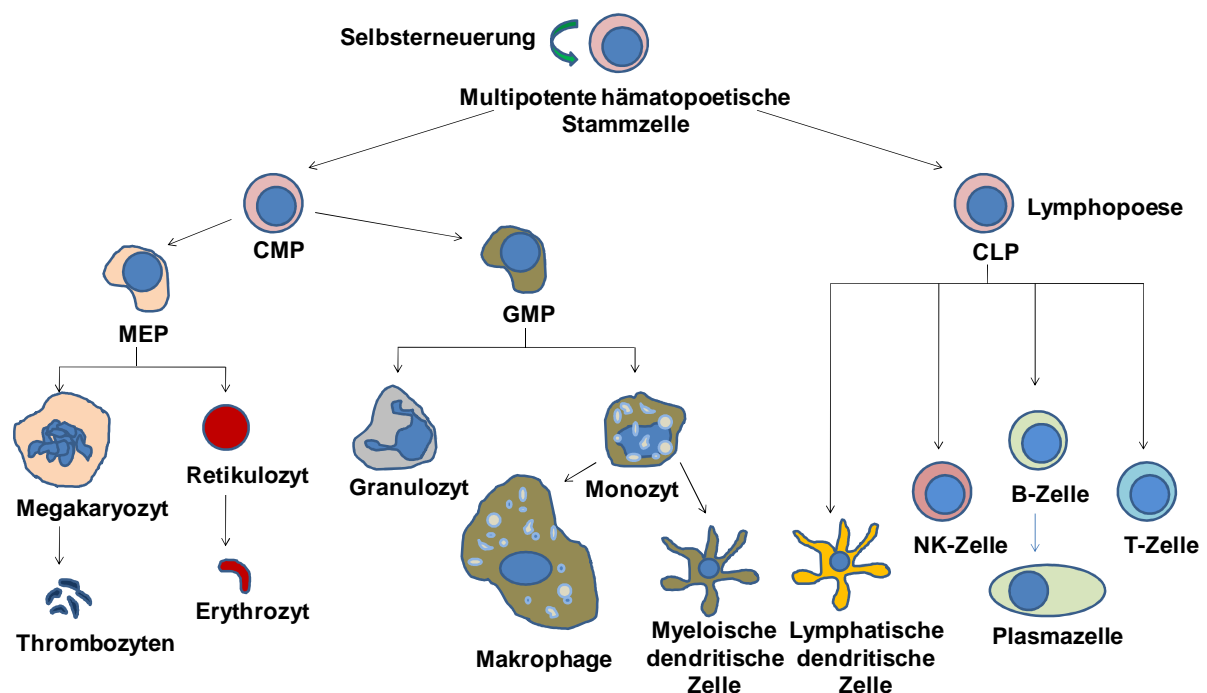 Selbsterneuerung
Multipotente hämatopoetische
Stammzelle
CMP
Lymphopoese
CLP
MEP
GMP
Megakaryozyt
Retikulozyt
Granulozyt
Monozyt
NK-Zelle
B-Zelle
T-Zelle
Thrombozyten
Erythrozyt
Makrophage
Myeloische
dendritische
Zelle
Lymphatische
dendritische
Zelle
Plasmazelle